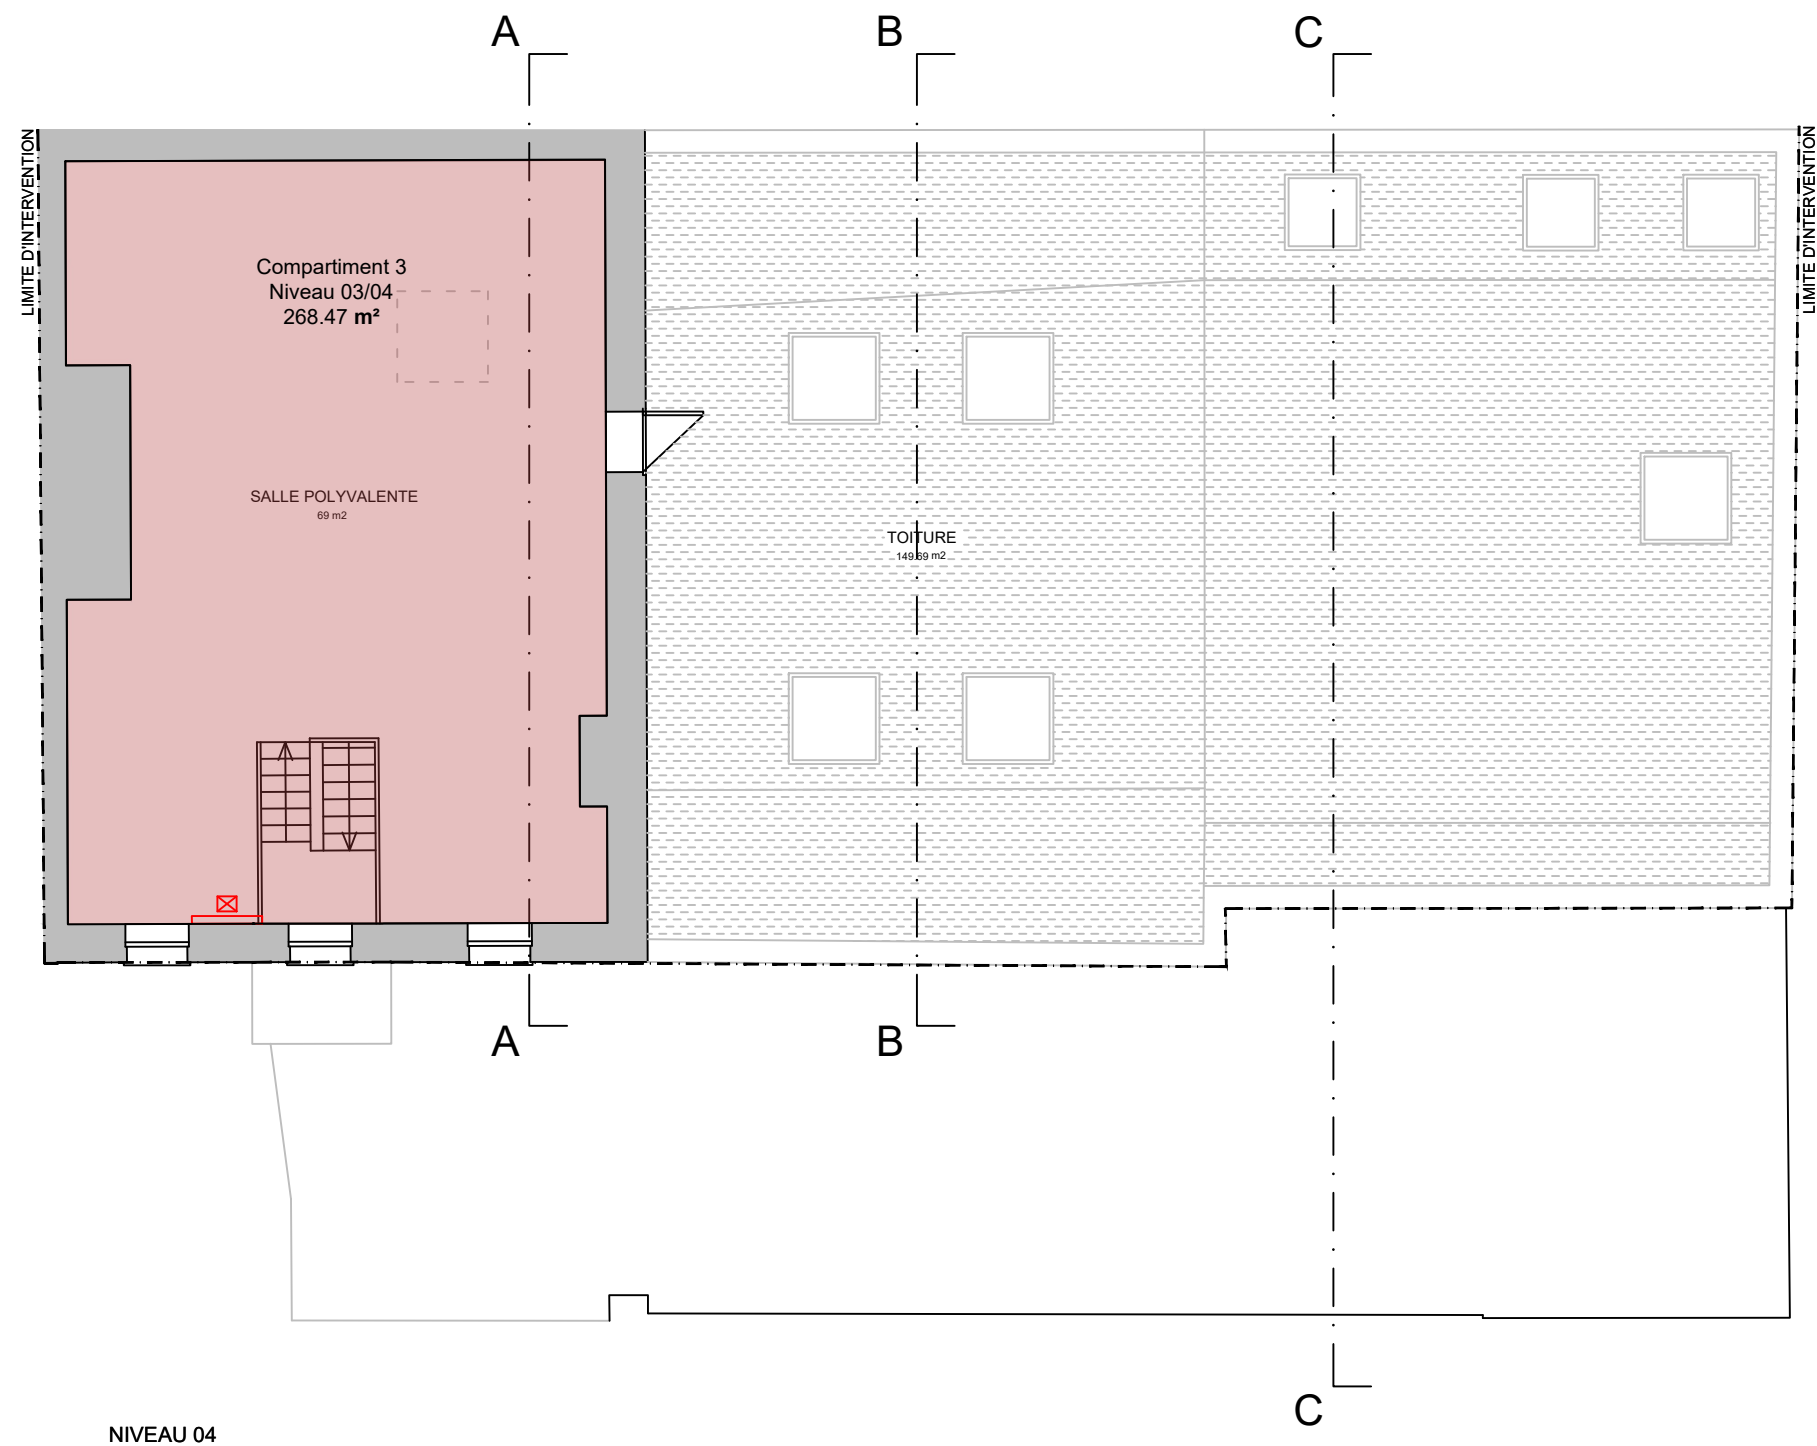 A
B
C
LIMITE D'INTERVENTION
LIMITE D'INTERVENTION
Compartiment 3
Niveau 03/04
268.47 m²
SALLE POLYVALENTE
69 m2
TOITURE
149.69 m2
A
B
C
NIVEAU 04